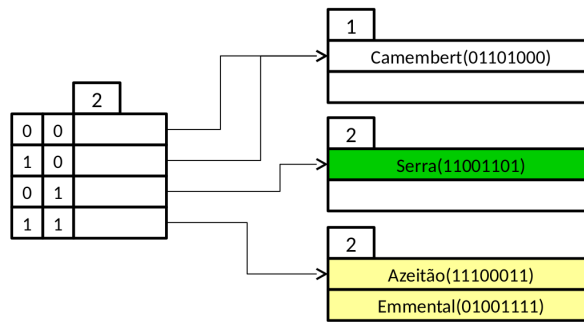 2
0 0
1 0
0 1
1 1
1
Camembert(01101000)
2
Serra(11001101)
2
Azeitão(11100011)
Emmental(01001111)